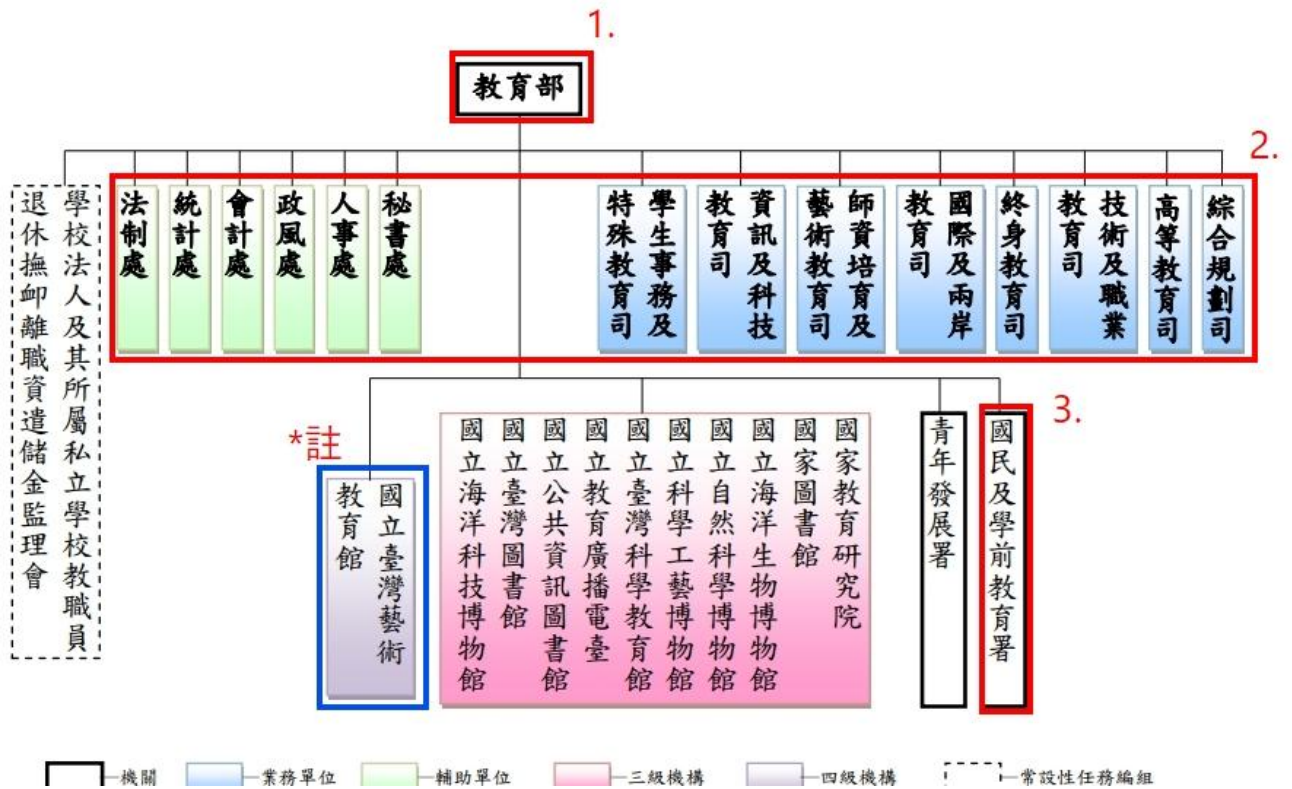 1.
教育部
2.
綜合規劃司
高等教育司
技術及職業
教育司
終身教育司
國際及兩岸
教育司
師資培育及
藝術教育司
資訊及科技
教育司
學生事務及
特殊教育司
秘書處
人事處
政風處
會計處
統計處
法制處
學校法人及其所屬私立學校教職員
退休撫卹離職資遣儲金監理會
3.
國民及學前教育署
青年發展署
國家教育研究院
國家圖書館
國立海洋生物博物館
國立自然科學博物館
國立科學工藝博物館
國立臺灣科學教育館
國立教育廣播電臺
國立公共資訊圖書館
國立臺灣圖書館
國立海洋科技博物館
*註
國立臺灣藝術
教育館
機關
業務單位
輔助單位
三級機構
四級機構
常設性任務編組